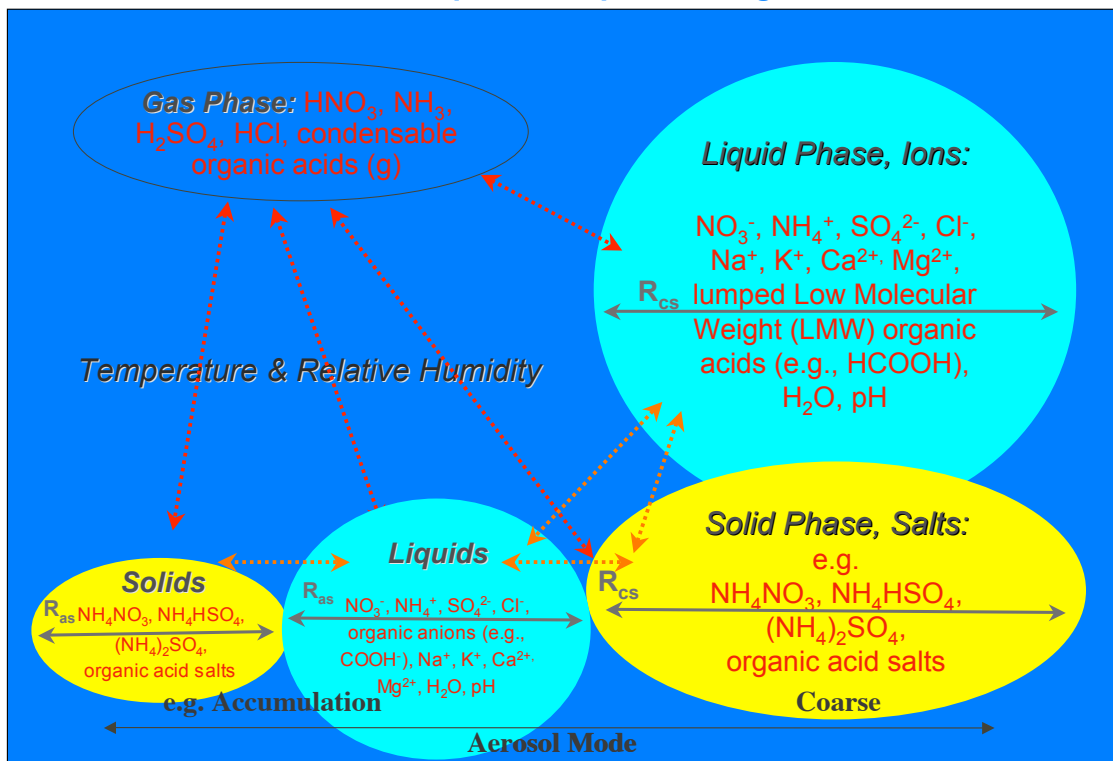 Gas Phase: HNO₃, NH₃,
H₂SO₄, HCl, condensable
organic acids (g)
Liquid Phase, Ions:
NO₃⁻, NH₄⁺, SO₄²⁻, Cl⁻,
Na⁺, K⁺, Ca²⁺, Mg²⁺,
lumped Low Molecular
Rcs
Weight (LMW) organic
acids (e.g., HCOOH),
H₂O, pH
Temperature & Relative Humidity
Solids
Ras
NH₄NO₃, NH₄HSO₄,
(NH₄)₂SO₄,
organic acid salts
Liquids
Ras
NO₃⁻, NH₄⁺, SO₄²⁻, Cl⁻,
organic anions (e.g.,
COOH⁻), Na⁺, K⁺, Ca²⁺,
Mg²⁺, H₂O, pH
Solid Phase, Salts:
e.g.
Rcs
NH₄NO₃, NH₄HSO₄,
(NH₄)₂SO₄,
organic acid salts
e.g. Accumulation
Coarse
Aerosol Mode